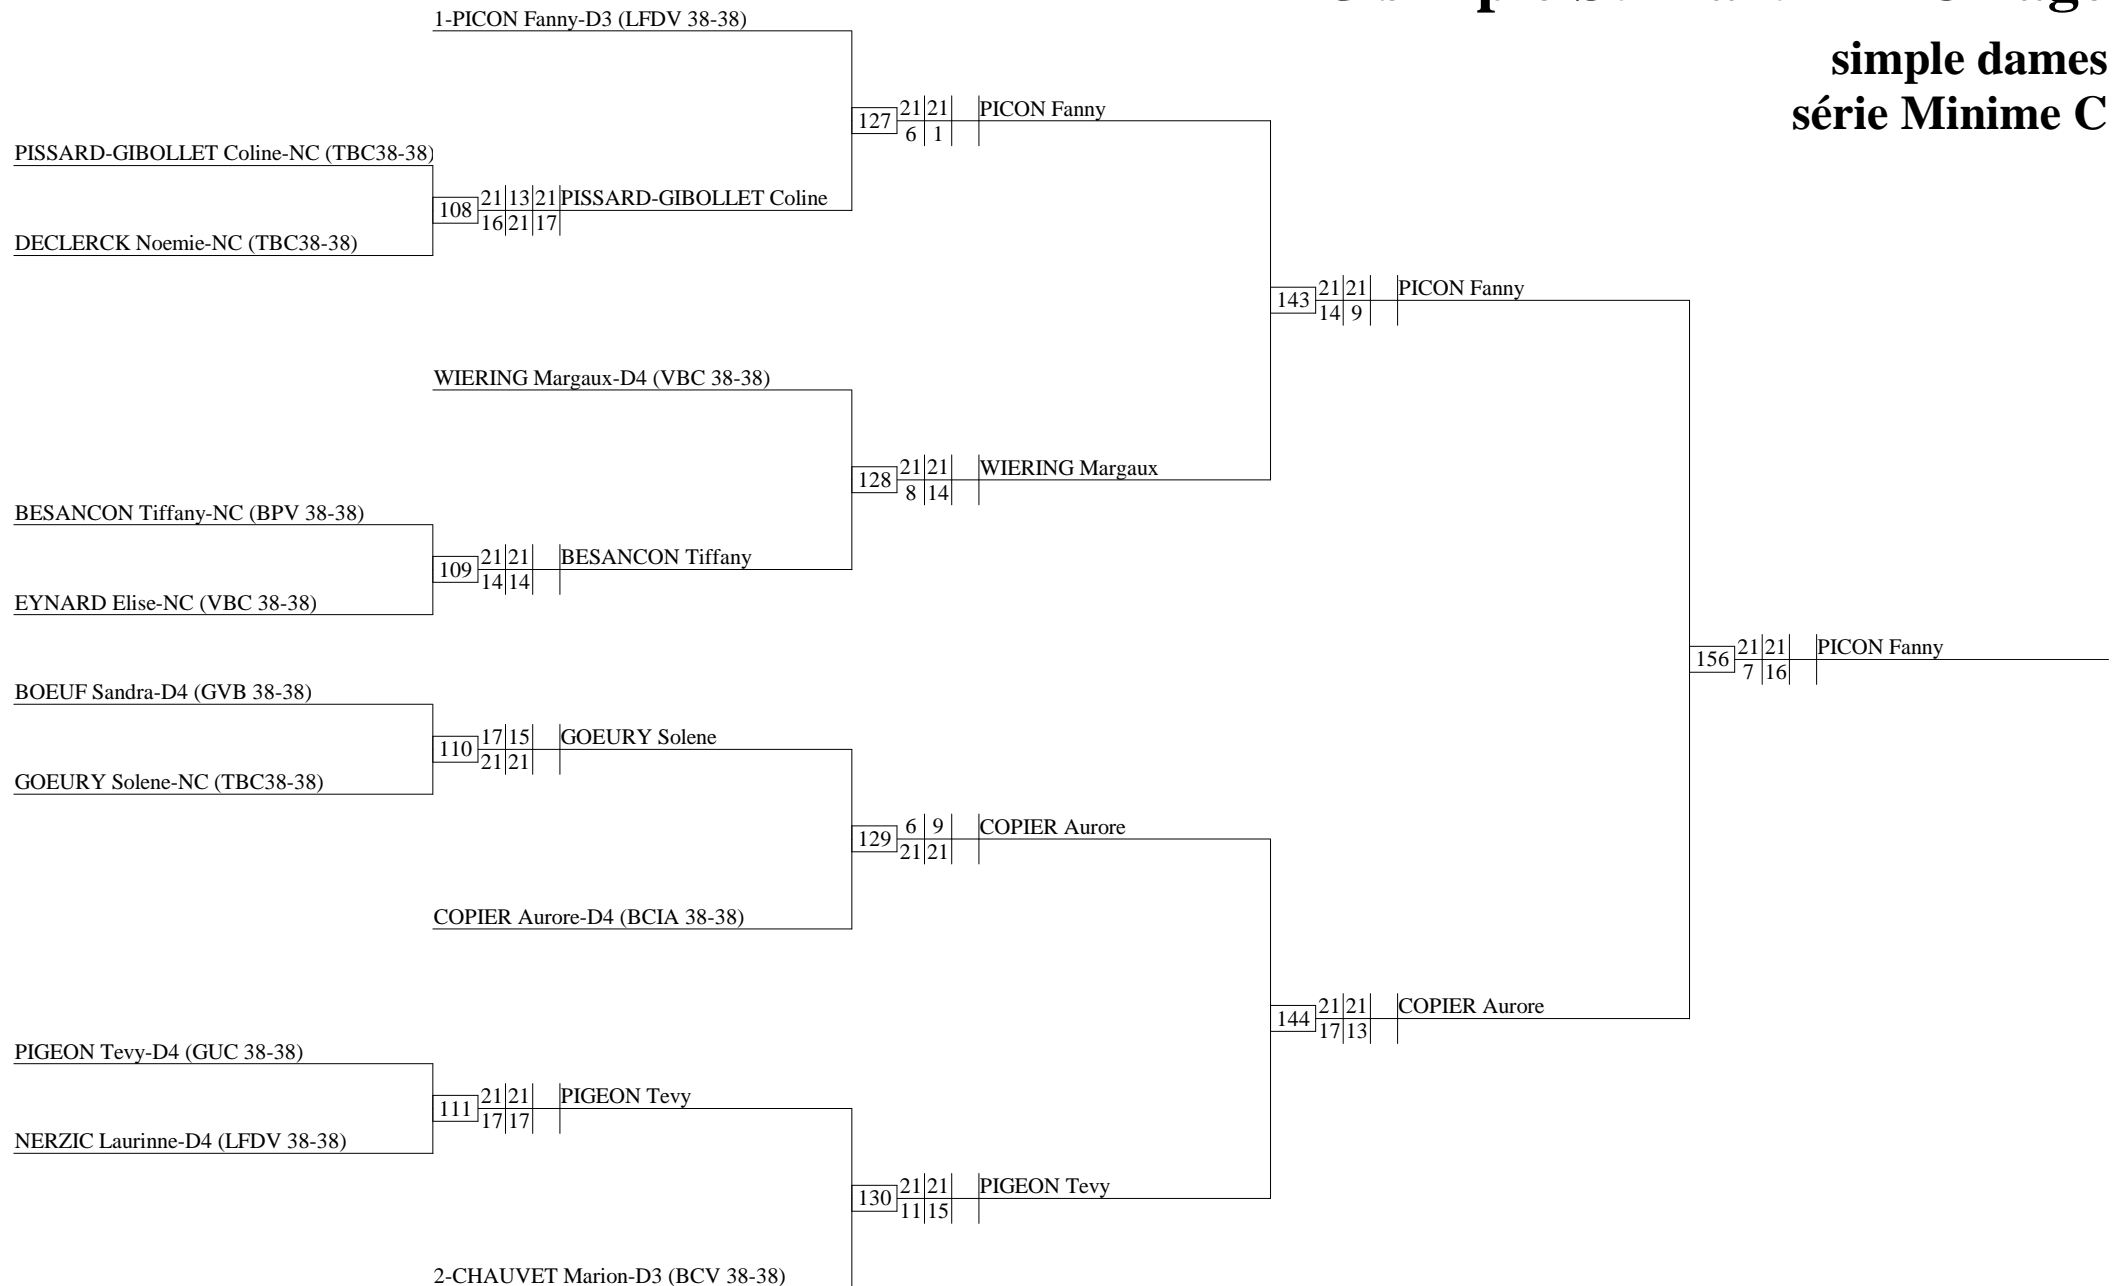 simple dames
série Minime C
1-PICON Fanny-D3 (LFDV 38-38)
127 21 21 PICON Fanny
6 1
PISSARD-GIBOLLET Coline-NC (TBC38-38)
108 21 13 21 PISSARD-GIBOLLET Coline
16 21 17
DECLERCK Noemie-NC (TBC38-38)
143 21 21 PICON Fanny
14 9
WIERING Margaux-D4 (VBC 38-38)
128 21 21 WIERING Margaux
8 14
BESANCON Tiffany-NC (BPV 38-38)
109 21 21 BESANCON Tiffany
14 14
EYNARD Elise-NC (VBC 38-38)
156 21 21 PICON Fanny
7 16
BOEUF Sandra-D4 (GVB 38-38)
110 17 15 GOEURY Solene
21 21
GOEURY Solene-NC (TBC38-38)
129 6 9 COPIER Aurore
21 21
COPIER Aurore-D4 (BCIA 38-38)
144 21 21 COPIER Aurore
17 13
PIGEON Tevy-D4 (GUC 38-38)
111 21 21 PIGEON Tevy
17 17
NERZIC Laurinne-D4 (LFDV 38-38)
130 21 21 PIGEON Tevy
11 15
2-CHAUVET Marion-D3 (BCV 38-38)